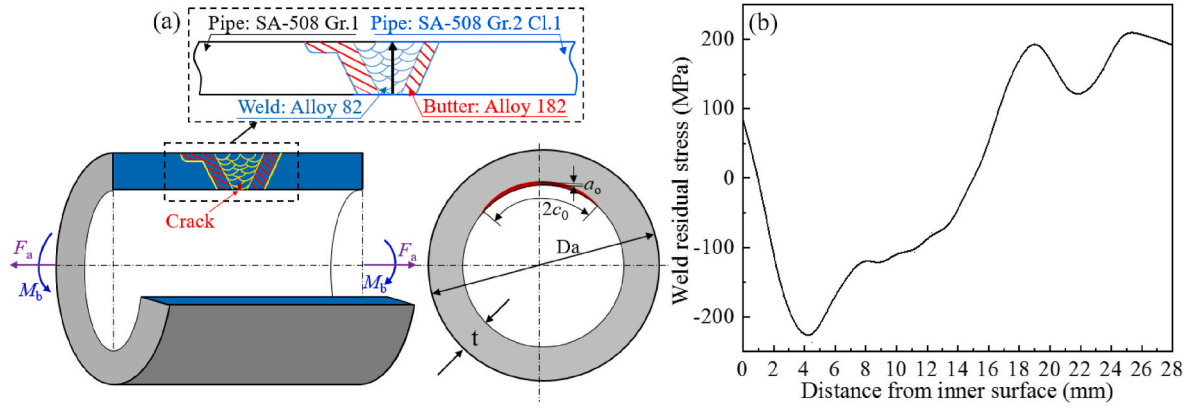 (a)
Pipe: SA-508 Gr.1 Pipe: SA-508 Gr.2 Cl.1
Weld: Alloy 82 Butter: Alloy 182
Crack
Fa
Mb
Fa
Mb
ao
2c0
Da
t
(b)
Weld residual stress (MPa)
200
100
0
-100
-200
0 2 4 6 8 10 12 14 16 18 20 22 24 26 28
Distance from inner surface (mm)